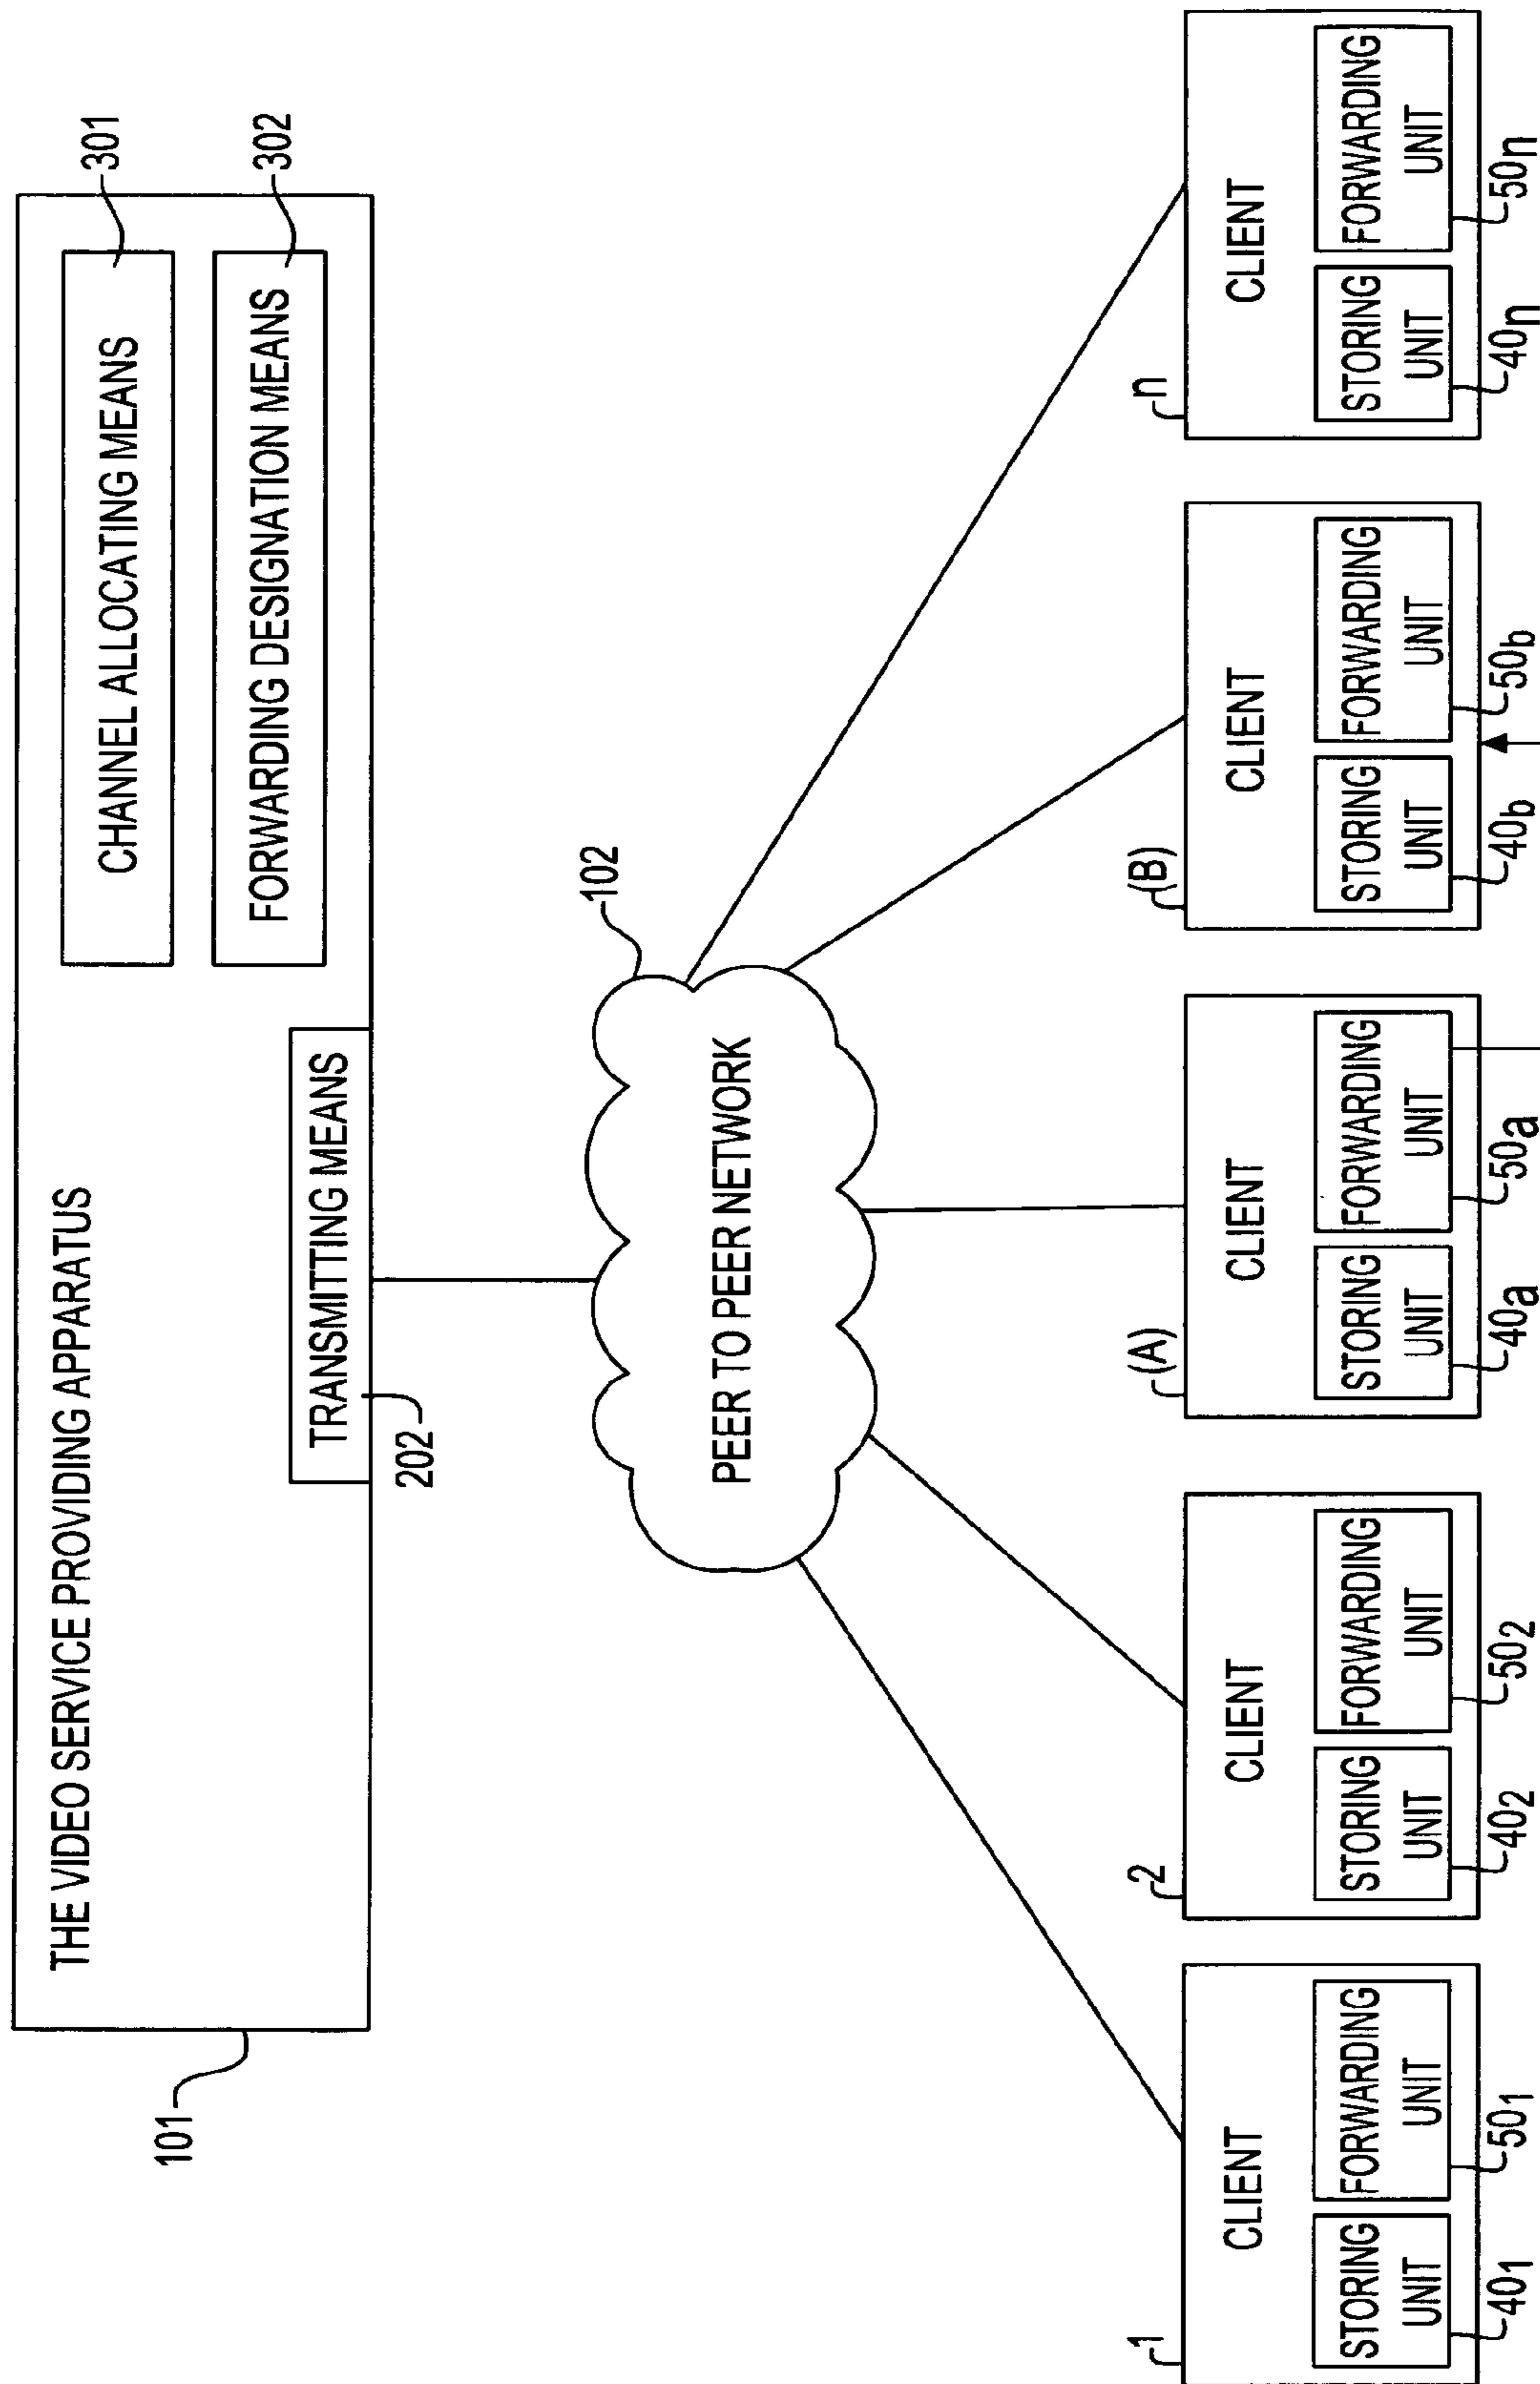 THE VIDEO SERVICE PROVIDING APPARATUS
101
CHANNEL ALLOCATING MEANS
301
FORWARDING DESIGNATION MEANS
302
TRANSMITTING MEANS
202
PEER TO PEER NETWORK
102
1
CLIENT
STORING
UNIT
FORWARDING
UNIT
401
501
2
CLIENT
STORING
UNIT
FORWARDING
UNIT
402
502
(A)
CLIENT
STORING
UNIT
FORWARDING
UNIT
40a
50a
(B)
CLIENT
STORING
UNIT
FORWARDING
UNIT
40b
50b
n
CLIENT
STORING
UNIT
FORWARDING
UNIT
40n
50n